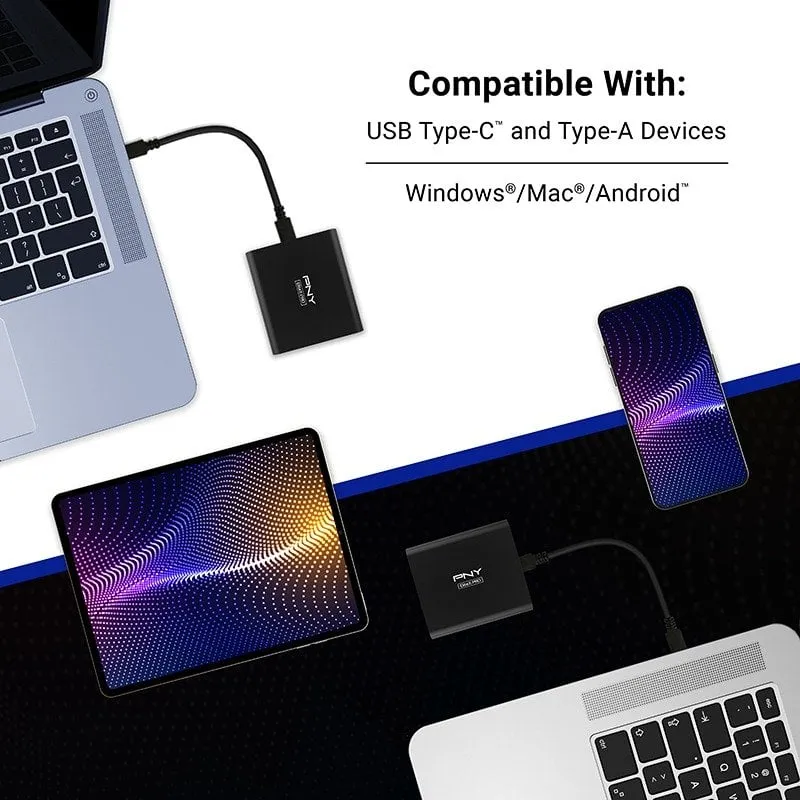 Compatible With:
USB Type-C™ and Type-A Devices
Windows®/Mac®/Android™
PNY
PNY